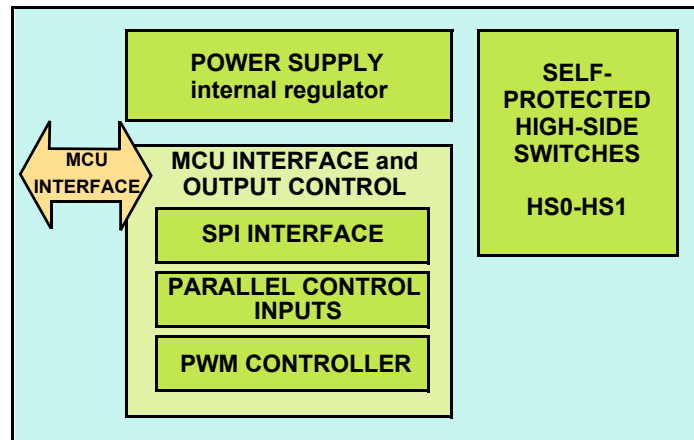 POWER SUPPLY
internal regulator
SELF-
PROTECTED
HIGH-SIDE
SWITCHES
HS0-HS1
MCU
INTERFACE
MCU INTERFACE and
OUTPUT CONTROL
SPI INTERFACE
PARALLEL CONTROL
INPUTS
PWM CONTROLLER